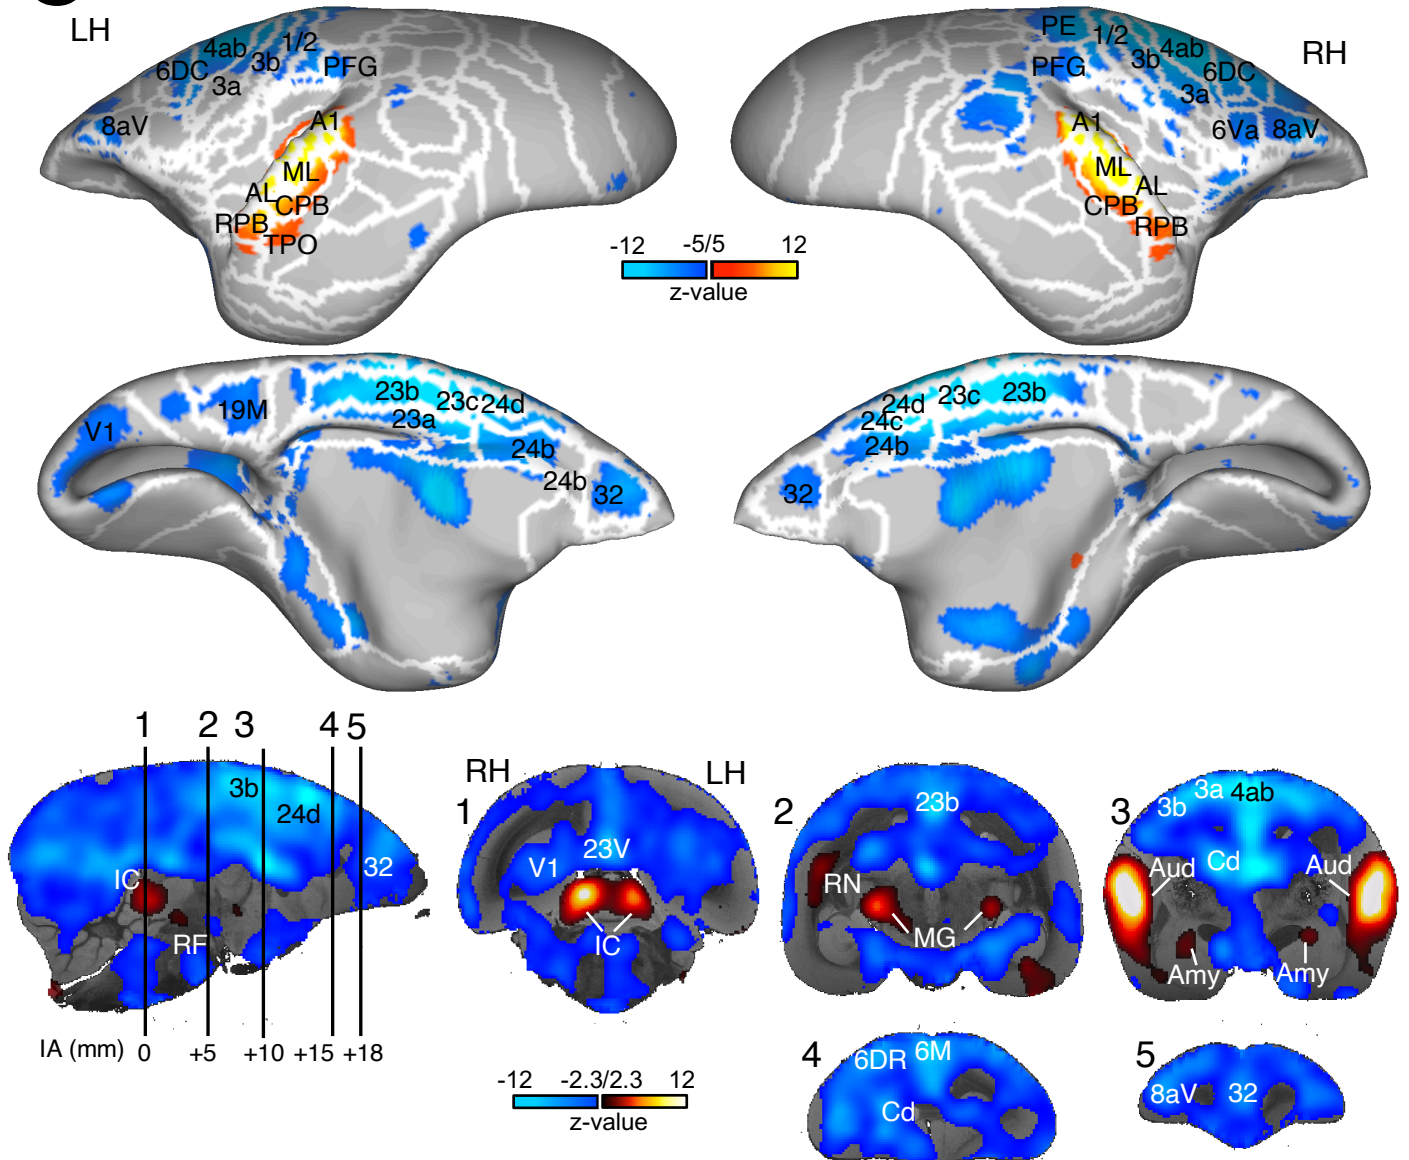 LH
4ab
1/2
6DC
3b
PFG
3a
8aV
A1
ML
AL
CPB
RPB
TPO
PE
1/2
RH
PFG
3b
4ab
6DC
3a
A1
6Va
8aV
ML
AL
CPB
RPB
-12
-5/5
12
z-value
23b
23c
24d
19M
23a
V1
24b
24b
32
24d
23c
23b
24c
24b
32
1
2
3
4
5
3b
24d
32
IC
RF
IA (mm)
0
+5
+10
+15
+18
RH
LH
1
V1
23V
IC
2
23b
RN
MG
3
3b
3a
4ab
Aud
Cd
Aud
Amy
Amy
-12
-2.3/2.3
12
z-value
4
6DR
6M
Cd
5
8aV
32